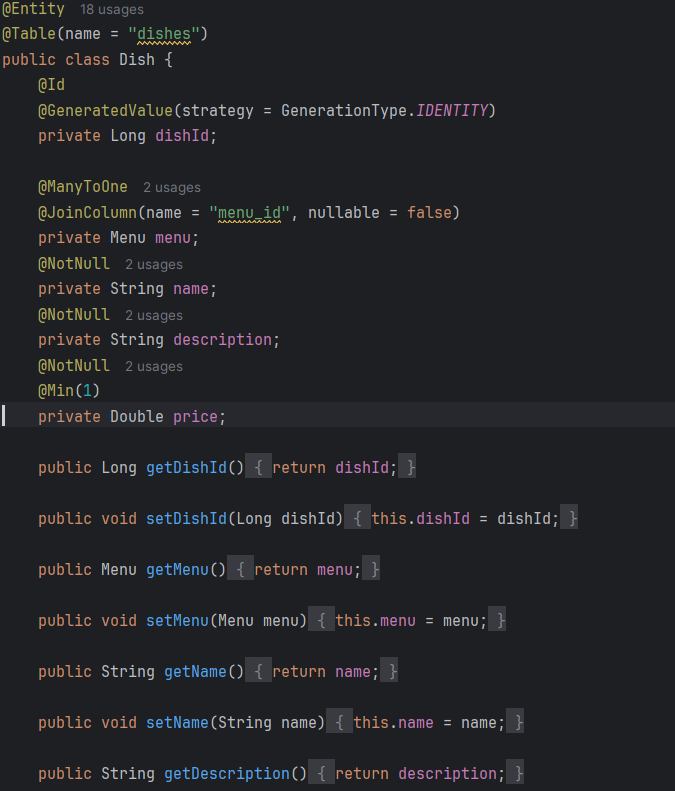 @Entity 18 usages
@Table(name = "dishes")
public class Dish {
@Id
@GeneratedValue(strategy = GenerationType.IDENTITY)
private Long dishId;
@ManyToOne 2 usages
@JoinColumn(name = "menu_id", nullable = false)
private Menu menu;
@NotNull 2 usages
private String name;
@NotNull 2 usages
private String description;
@NotNull 2 usages
@Min(1)
private Double price;
public Long getDishId() { return dishId; }
public void setDishId(Long dishId) { this.dishId = dishId; }
public Menu getMenu() { return menu; }
public void setMenu(Menu menu) { this.menu = menu; }
public String getName() { return name; }
public void setName(String name) { this.name = name; }
public String getDescription() { return description; }